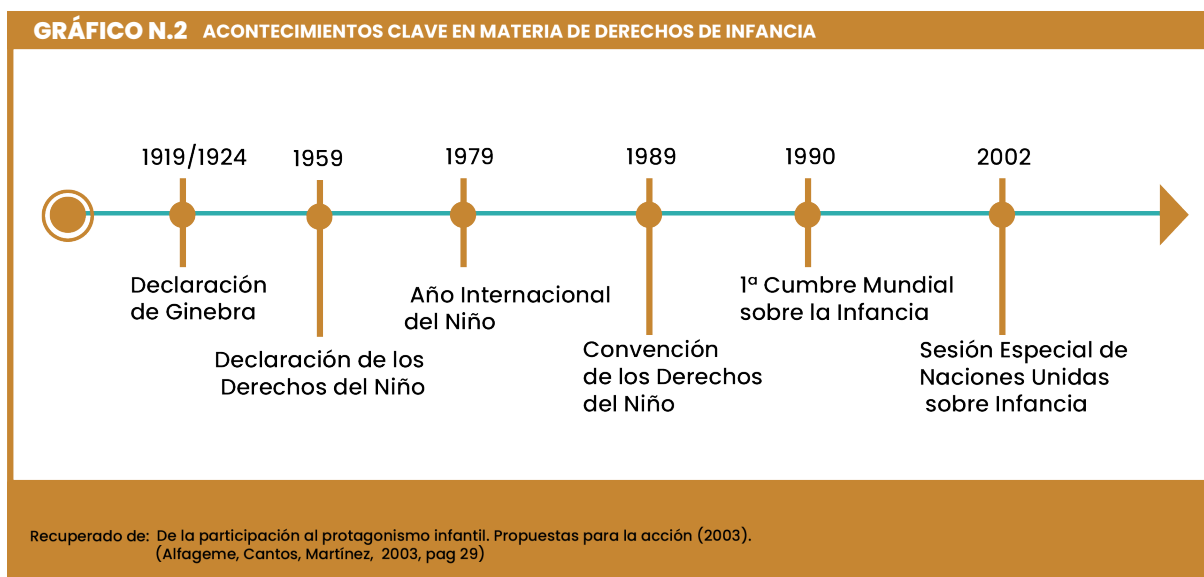 GRÁFICO N.2 ACONTECIMIENTOS CLAVE EN MATERIA DE DERECHOS DE INFANCIA
1919/1924
Declaración
de Ginebra
1959
Declaración de los
Derechos del Niño
1979
Año Internacional
del Niño
1989
Convención
de los Derechos
del Niño
1990
1ª Cumbre Mundial
sobre la Infancia
2002
Sesión Especial de
Naciones Unidas
sobre Infancia
Recuperado de: De la participación al protagonismo infantil. Propuestas para la acción (2003).
(Alfageme, Cantos, Martínez, 2003, pag 29)